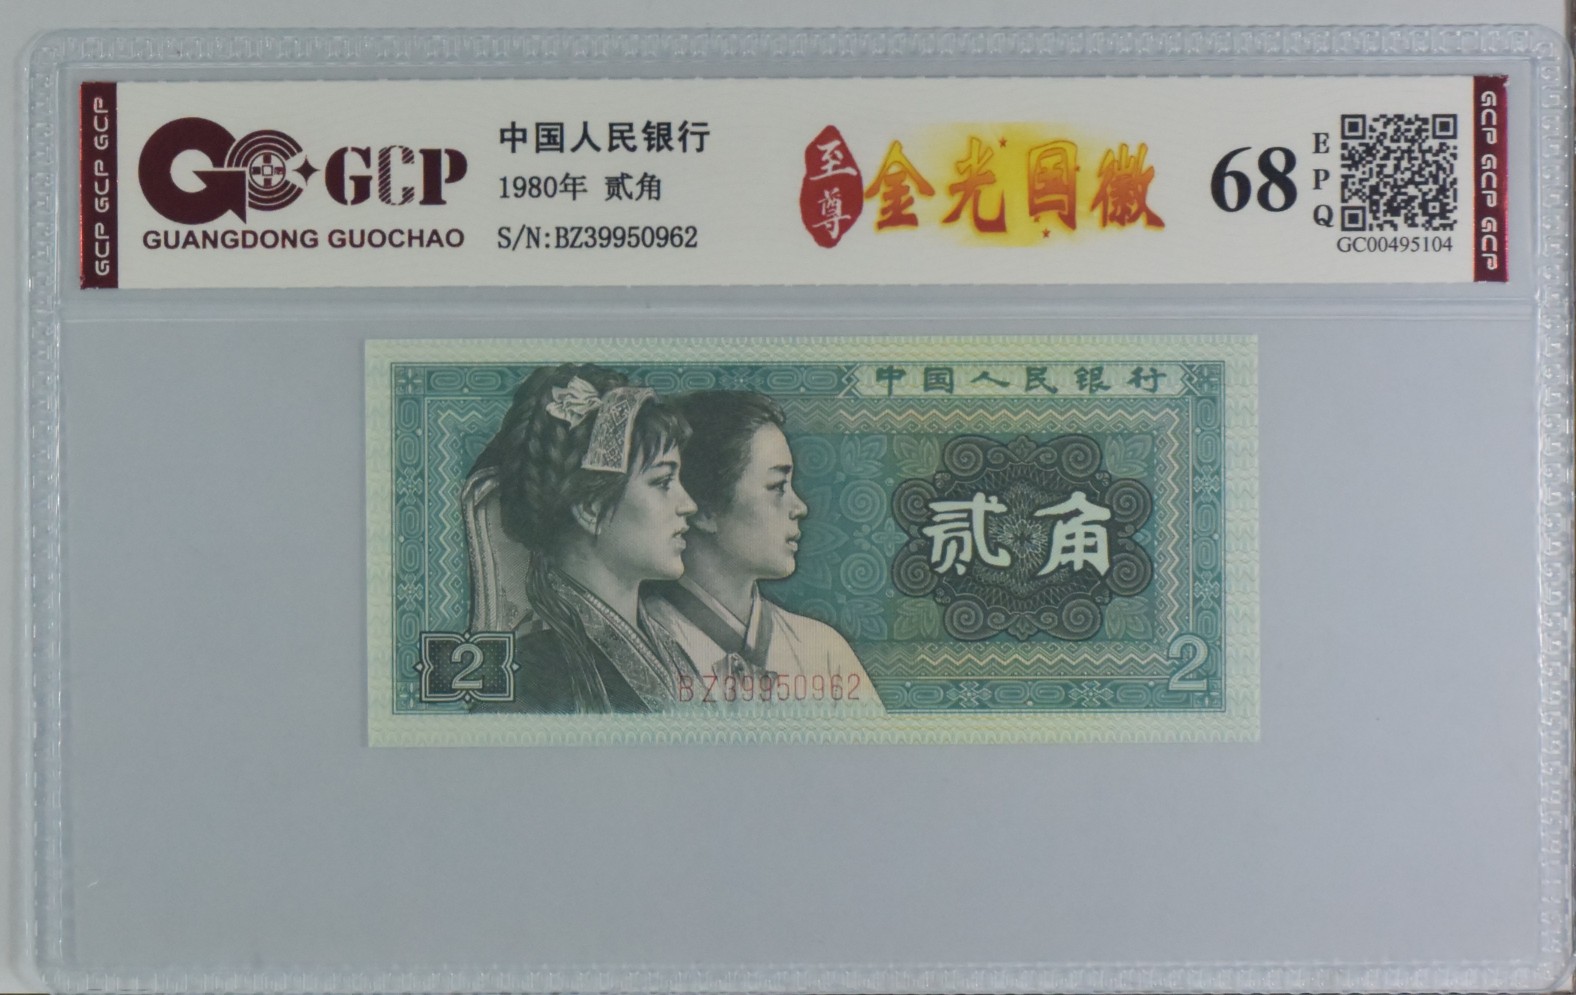 GCP GCP GCP
GCP
GUANGDONG GUOCHAO
中国人民银行
1980年 贰角
S/N:BZ39950962
至尊
金光国徽
68
EPQ
GC00495104
GCP GCP GCP
中国人民银行
贰角
2
BZ39950962
2